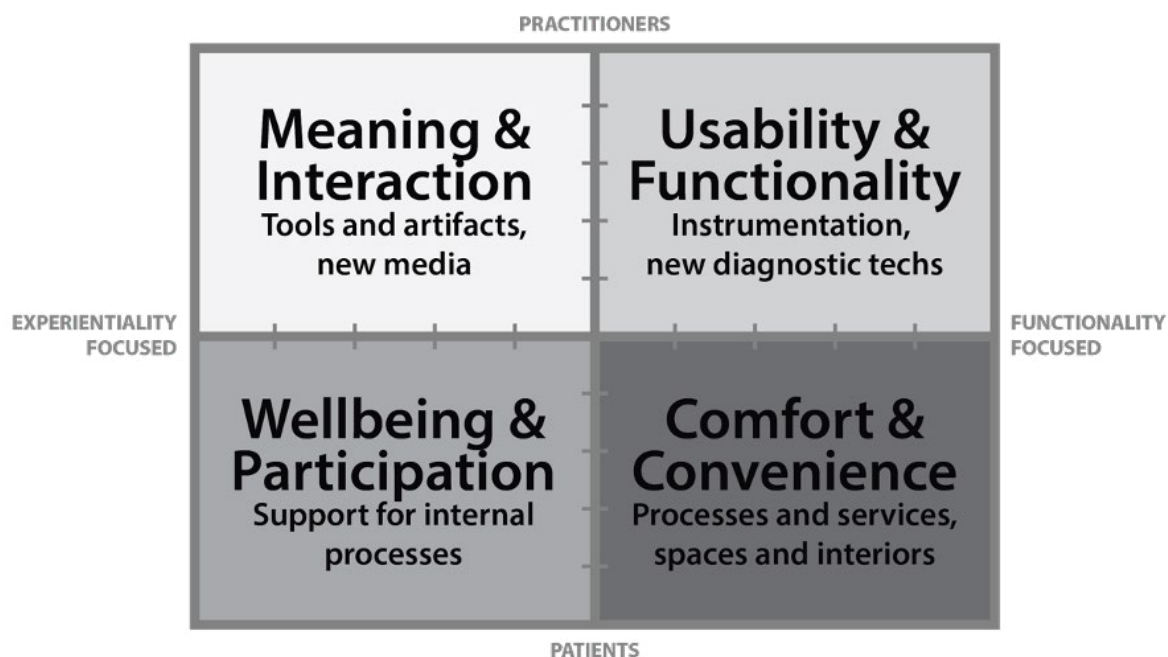 PRACTITIONERS
Meaning &
Interaction
Tools and artifacts,
new media
Usability &
Functionality
Instrumentation,
new diagnostic techs
EXPERIENTIALITY
FOCUSED
FUNCTIONALITY
FOCUSED
Wellbeing &
Participation
Support for internal
processes
Comfort &
Convenience
Processes and services,
spaces and interiors
PATIENTS